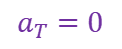 a_T = 0